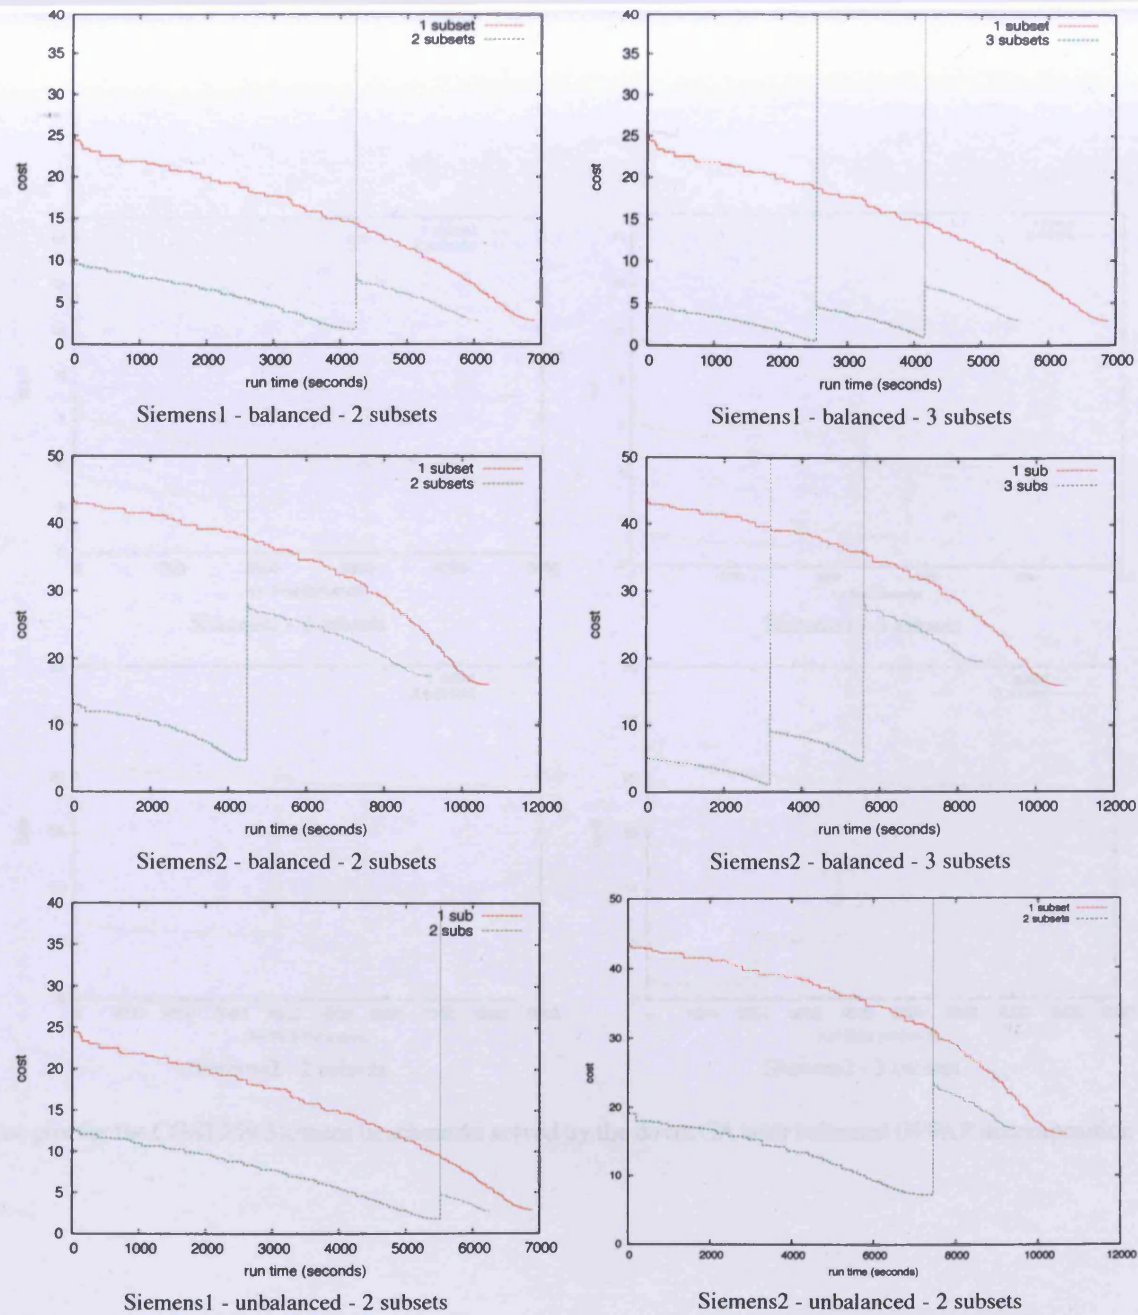 40
35
30
25
20
15
10
5
0
cost
1 subset
2 subsets
0 1000 2000 3000 4000 5000 6000 7000
run time (seconds)
Siemens1 - balanced - 2 subsets
40
35
30
25
20
15
10
5
0
cost
1 subset
3 subsets
0 1000 2000 3000 4000 5000 6000 7000
run time (seconds)
Siemens1 - balanced - 3 subsets
50
40
30
20
10
0
cost
1 subset
2 subsets
0 2000 4000 6000 8000 10000 12000
run time (seconds)
Siemens2 - balanced - 2 subsets
50
40
30
20
10
0
cost
1 sub
3 subs
0 2000 4000 6000 8000 10000 12000
run time (seconds)
Siemens2 - balanced - 3 subsets
40
35
30
25
20
15
10
5
0
cost
1 sub
2 subs
0 1000 2000 3000 4000 5000 6000 7000
run time (seconds)
Siemens1 - unbalanced - 2 subsets
50
40
30
20
10
0
cost
1 subset
2 subsets
0 2000 4000 6000 8000 10000 12000
run time (seconds)
Siemens2 - unbalanced - 2 subsets